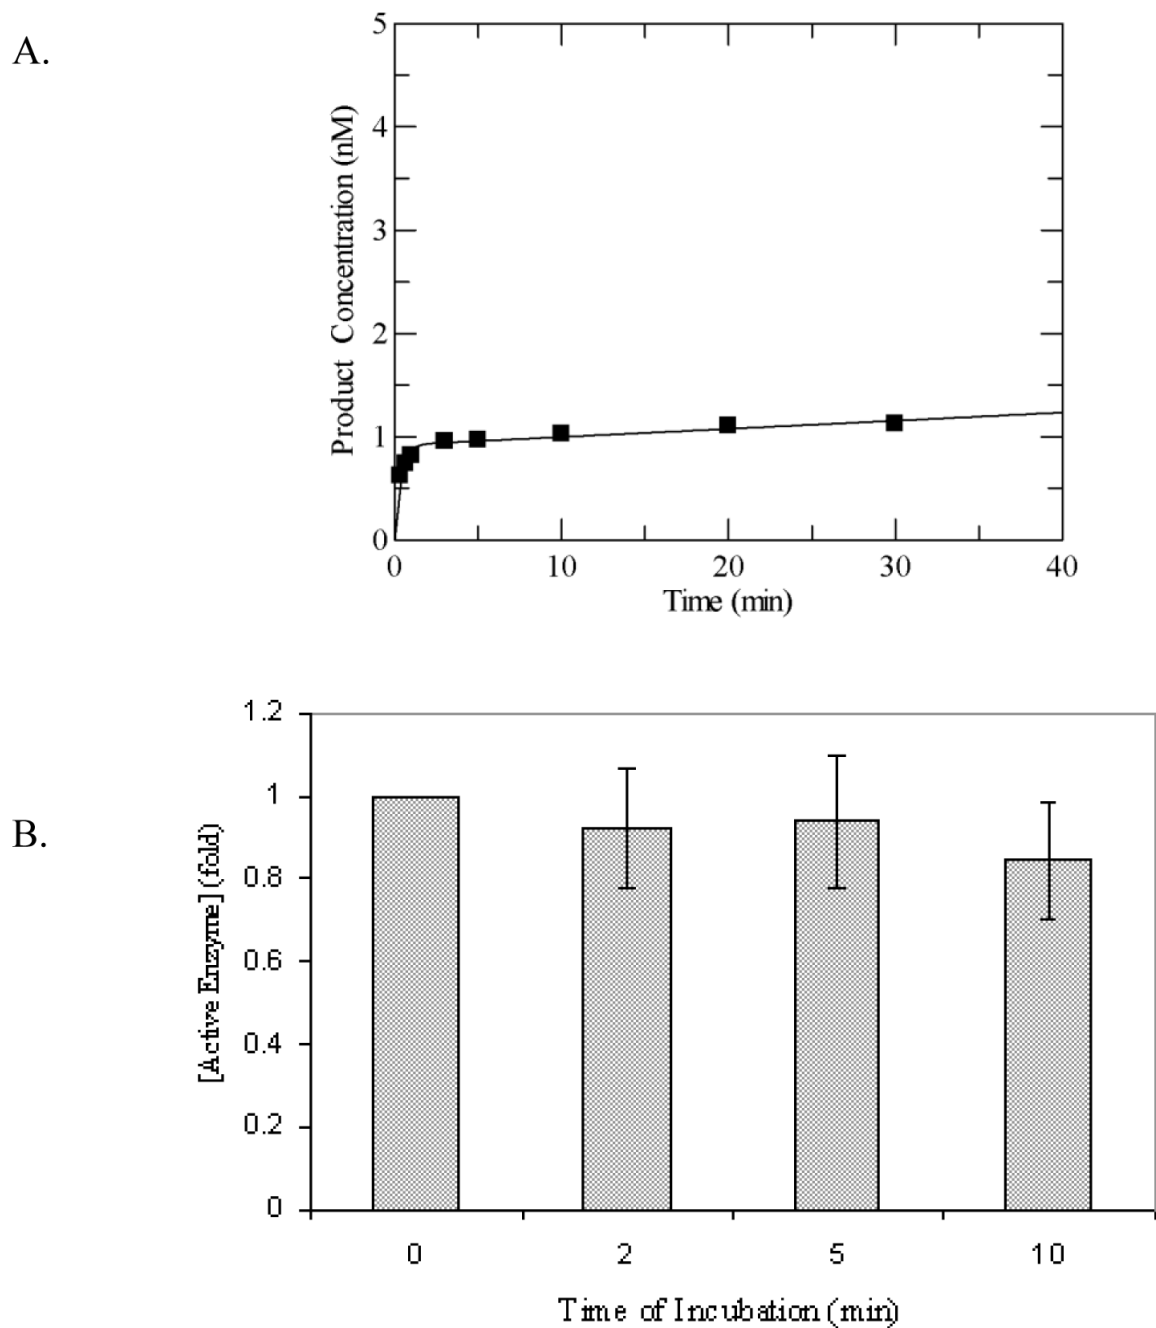 A.
5
4
3
2
1
0
Product Concentration (nM)
0 10 20 30 40
Time (min)
B.
1.2
1
0.8
0.6
0.4
0.2
0
[Active Enzyme] (fold)
0 2 5 10
Time of Incubation (min)